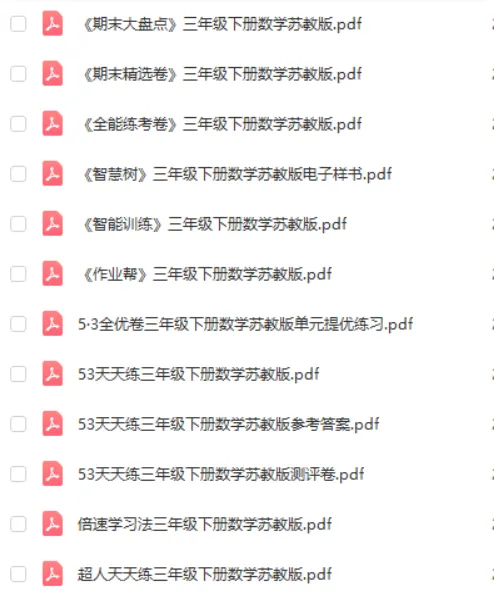 《期末大盘点》三年级下册数学苏教版.pdf
《期末精选卷》三年级下册数学苏教版.pdf
《全能练考卷》三年级下册数学苏教版.pdf
《智慧树》三年级下册数学苏教版电子样书.pdf
《智能训练》三年级下册数学苏教版.pdf
《作业帮》三年级下册数学苏教版.pdf
5·3全优卷三年级下册数学苏教版单元提优练习.pdf
53天天练三年级下册数学苏教版.pdf
53天天练三年级下册数学苏教版参考答案.pdf
53天天练三年级下册数学苏教版测评卷.pdf
倍速学习法三年级下册数学苏教版.pdf
超人天天练三年级下册数学苏教版.pdf